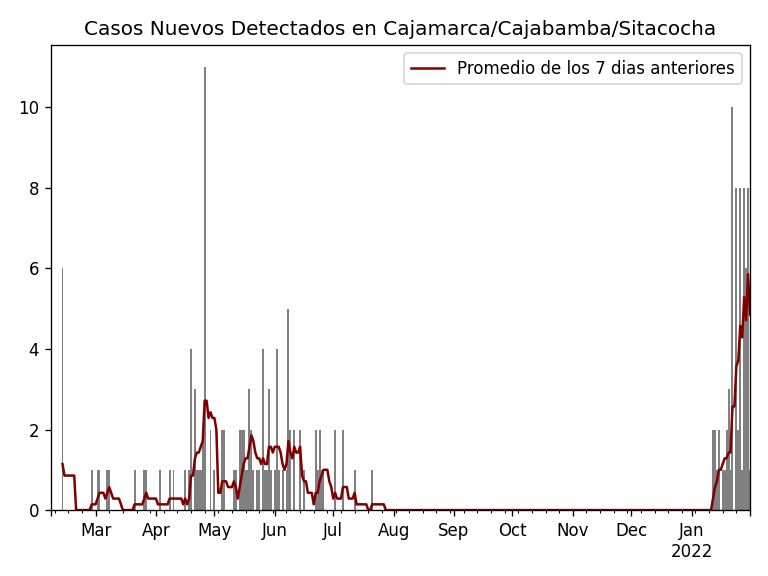 Casos Nuevos Detectados en Cajamarca/Cajabamba/Sitacocha
Promedio de los 7 dias anteriores
10
8
6
4
2
0
Mar Apr May Jun Jul Aug Sep Oct Nov Dec Jan
2022